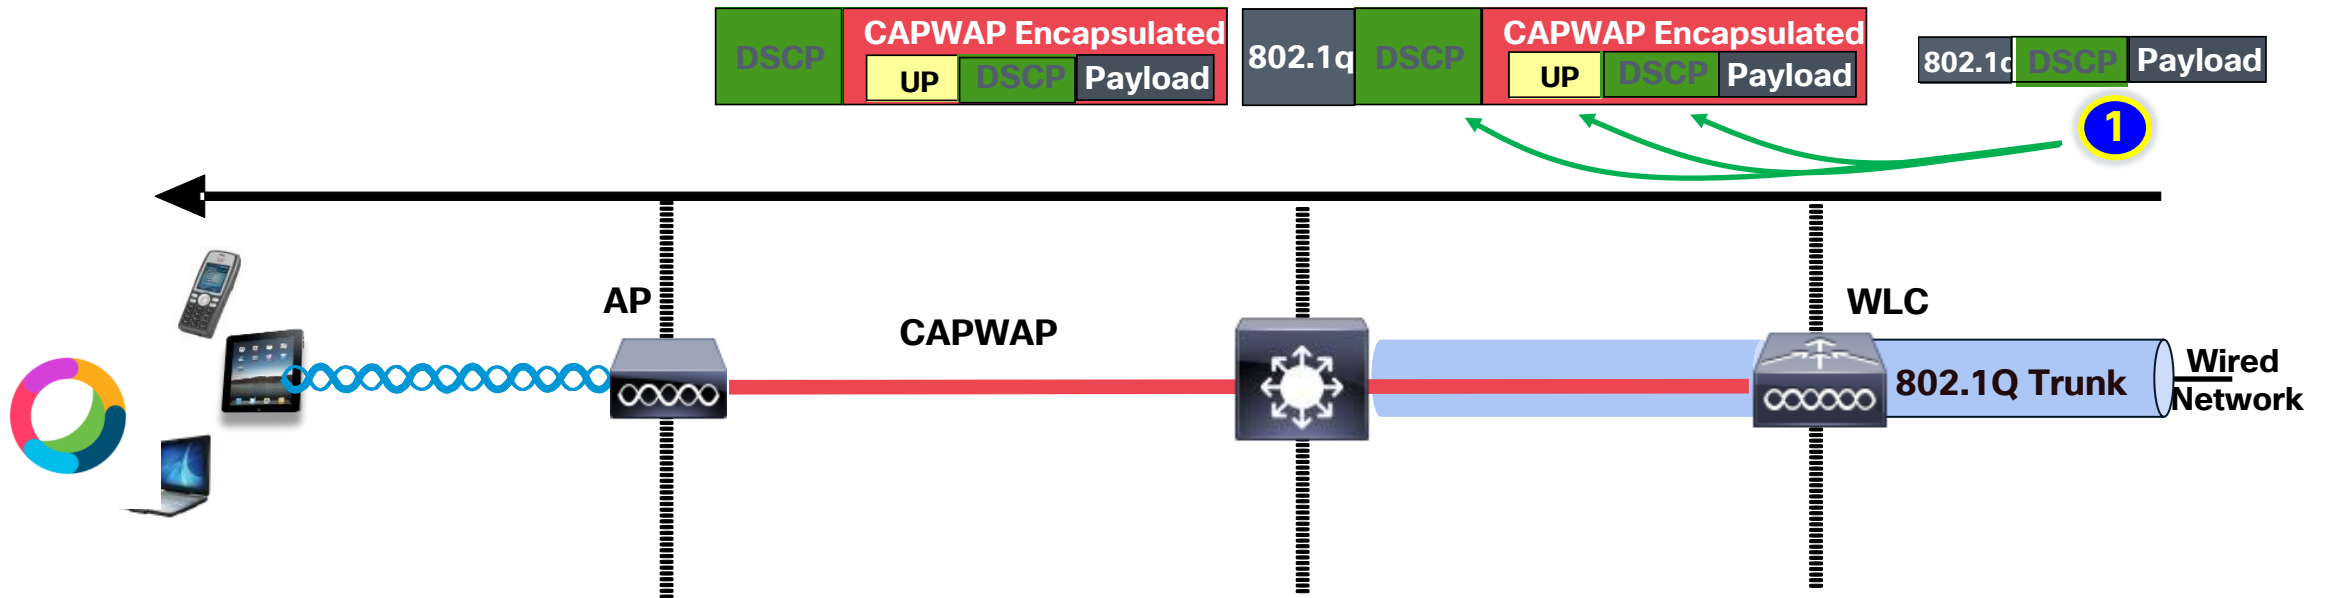 DSCP
CAPWAP Encapsulated
UP
DSCP
Payload
802.1q
DSCP
CAPWAP Encapsulated
UP
DSCP
Payload
802.1q
DSCP
Payload
1
AP
CAPWAP
WLC
802.1Q Trunk
Wired
Network